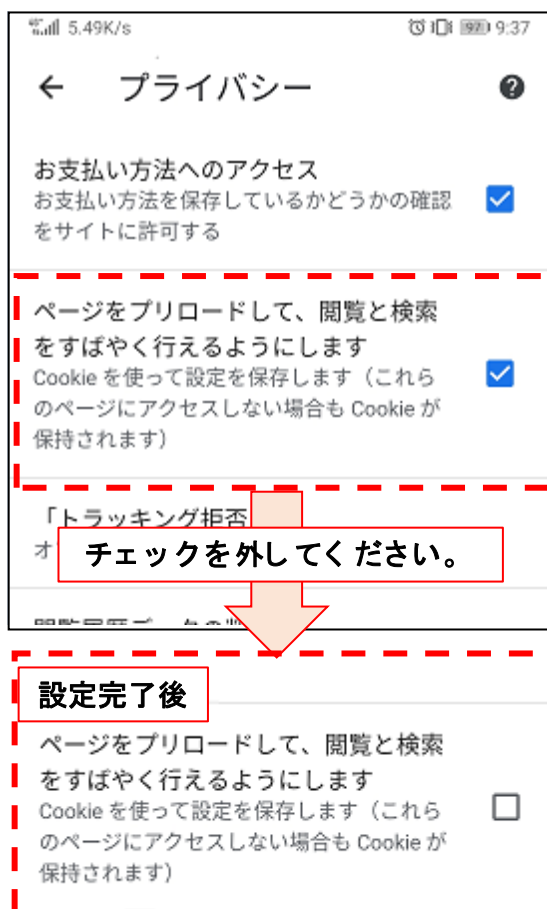 5.49K/s 97 9:37
プライバシー
お支払い方法へのアクセス
お支払い方法を保存しているかどうかの確認
をサイトに許可する
ページをプリロードして、閲覧と検索
をすばやく行えるようにします
Cookie を使って設定を保存します（これら
のページにアクセスしない場合も Cookie が
保持されます）
「トラッキング拒否
オ
チェックを外してください。
設定完了後
ページをプリロードして、閲覧と検索
をすばやく行えるようにします
Cookie を使って設定を保存します（これら
のページにアクセスしない場合も Cookie が
保持されます）